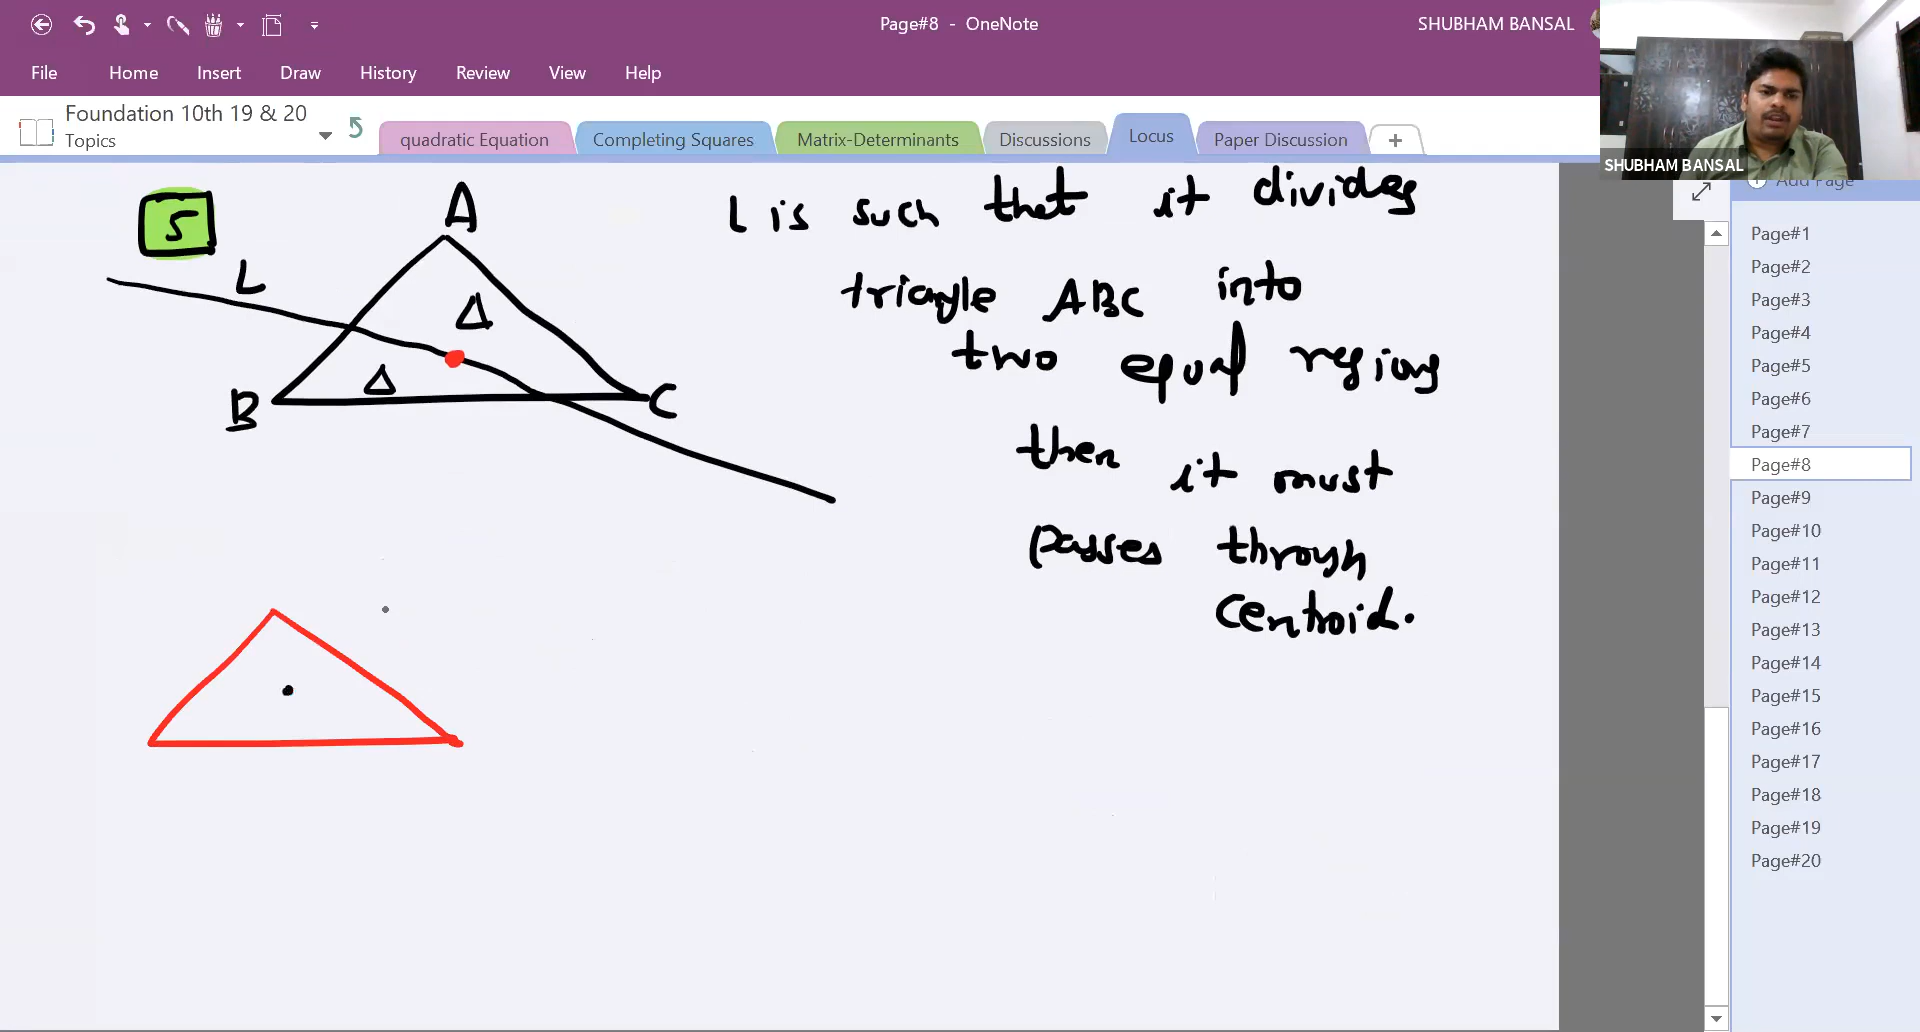 Page#8 - OneNote
SHUBHAM BANSAL
File Home Insert Draw History Review View Help
Foundation 10th 19 & 20
Topics
quadratic Equation
Completing Squares
Matrix-Determinants
Discussions
Locus
Paper Discussion
+
SHUBHAM BANSAL
Add Page
5
A
L
Δ
Δ
B
C
L is such that it divides
triangle ABC into
two equal regions
then it must
passes through
centroid.
Page#1
Page#2
Page#3
Page#4
Page#5
Page#6
Page#7
Page#8
Page#9
Page#10
Page#11
Page#12
Page#13
Page#14
Page#15
Page#16
Page#17
Page#18
Page#19
Page#20